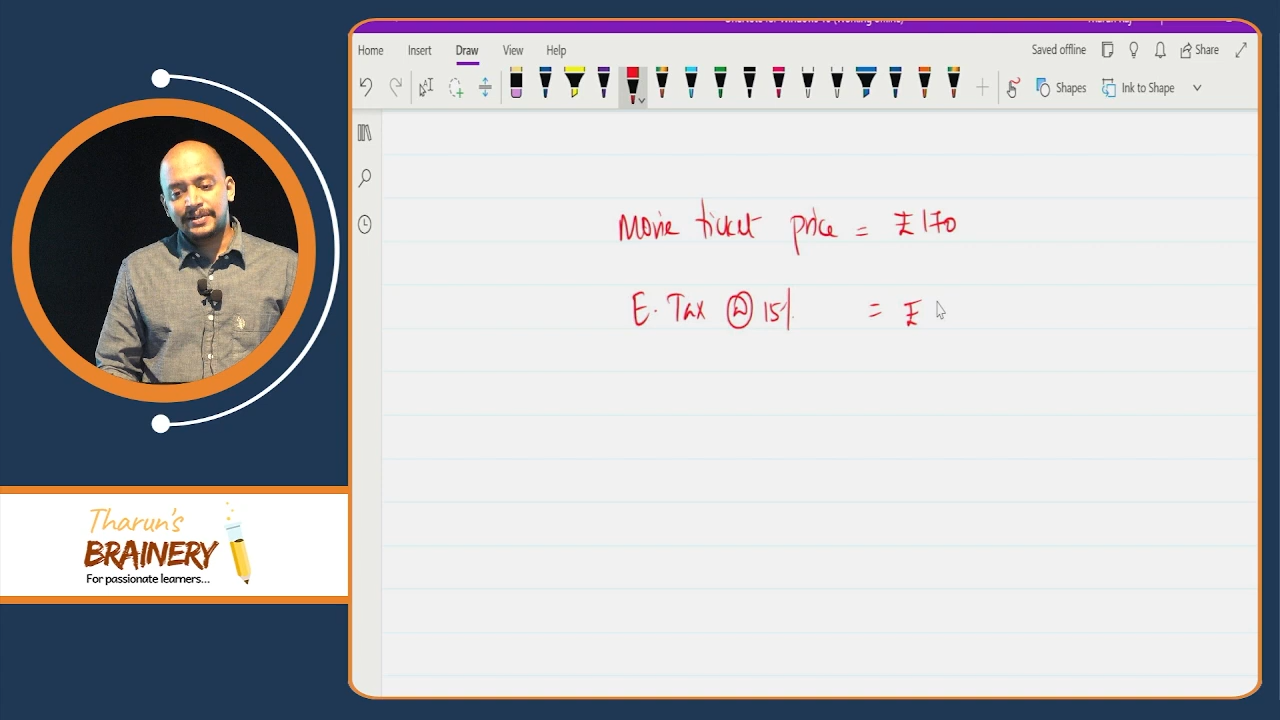 Home Insert Draw View Help Saved offline Share
Shapes Ink to Shape
Movie ticket price = ₹170
E. Tax @ 15% = ₹
Tharun's
BRAINERY
For passionate learners...